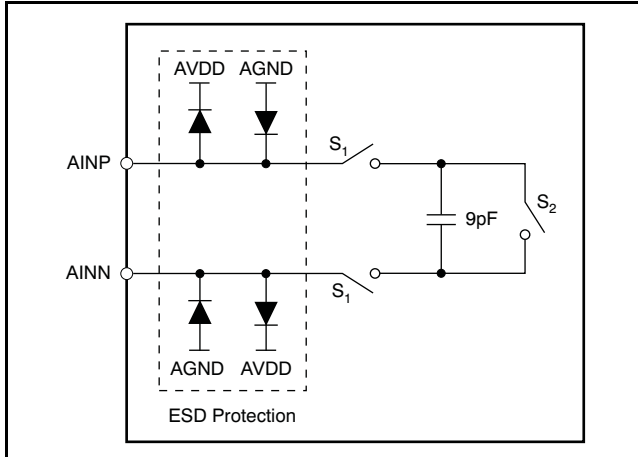 AVDD AGND
S1
AINP
S2
9pF
AINN
S1
AGND AVDD
ESD Protection